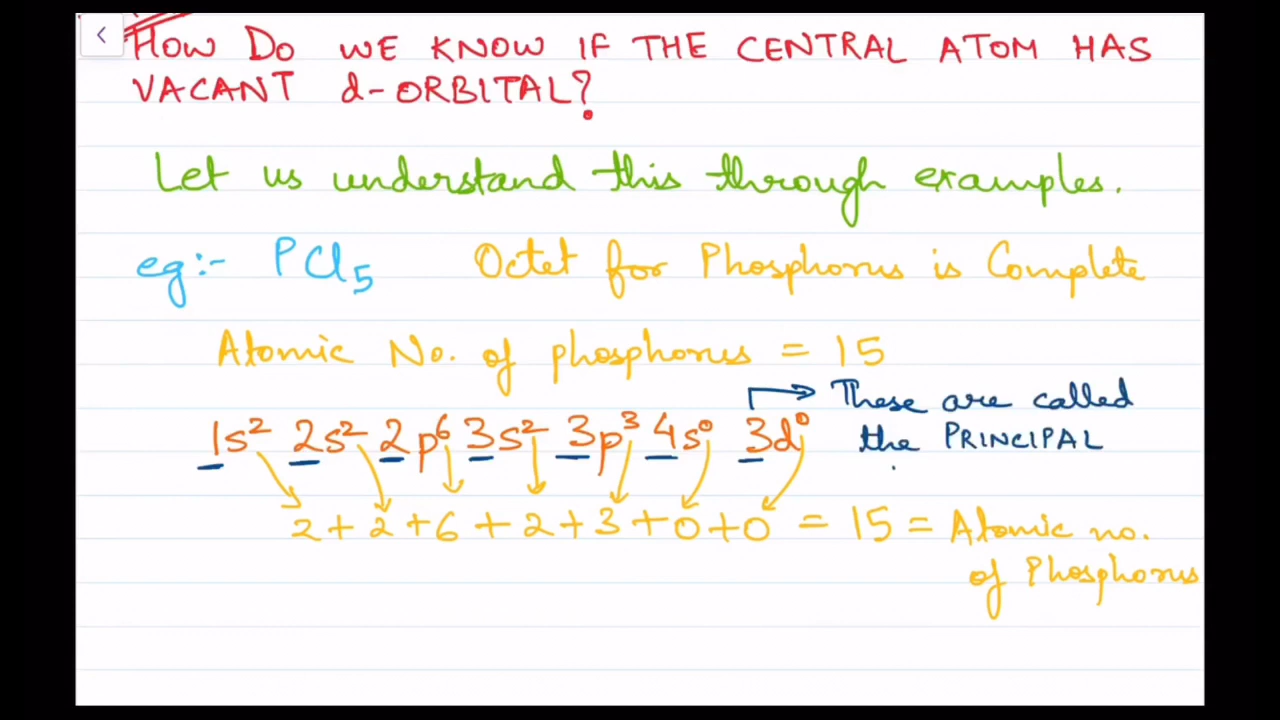 HOW DO WE KNOW IF THE CENTRAL ATOM HAS
VACANT d-ORBITAL?
Let us understand this through examples.
eg:- PCl₅ Octet for Phosphorus is Complete
Atomic No. of phosphorus = 15
1s² 2s² 2p⁶ 3s² 3p³ 4s⁰ 3d⁰
These are called
the PRINCIPAL
2+2+6+2+3+0+0 = 15 = Atomic no.
of Phosphorus